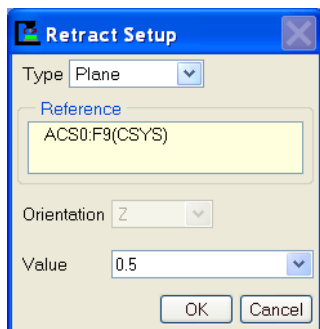 Retract Setup
Type Plane
Reference
ACS0:F9(CSYS)
Orientation Z
Value 0.5
OK Cancel